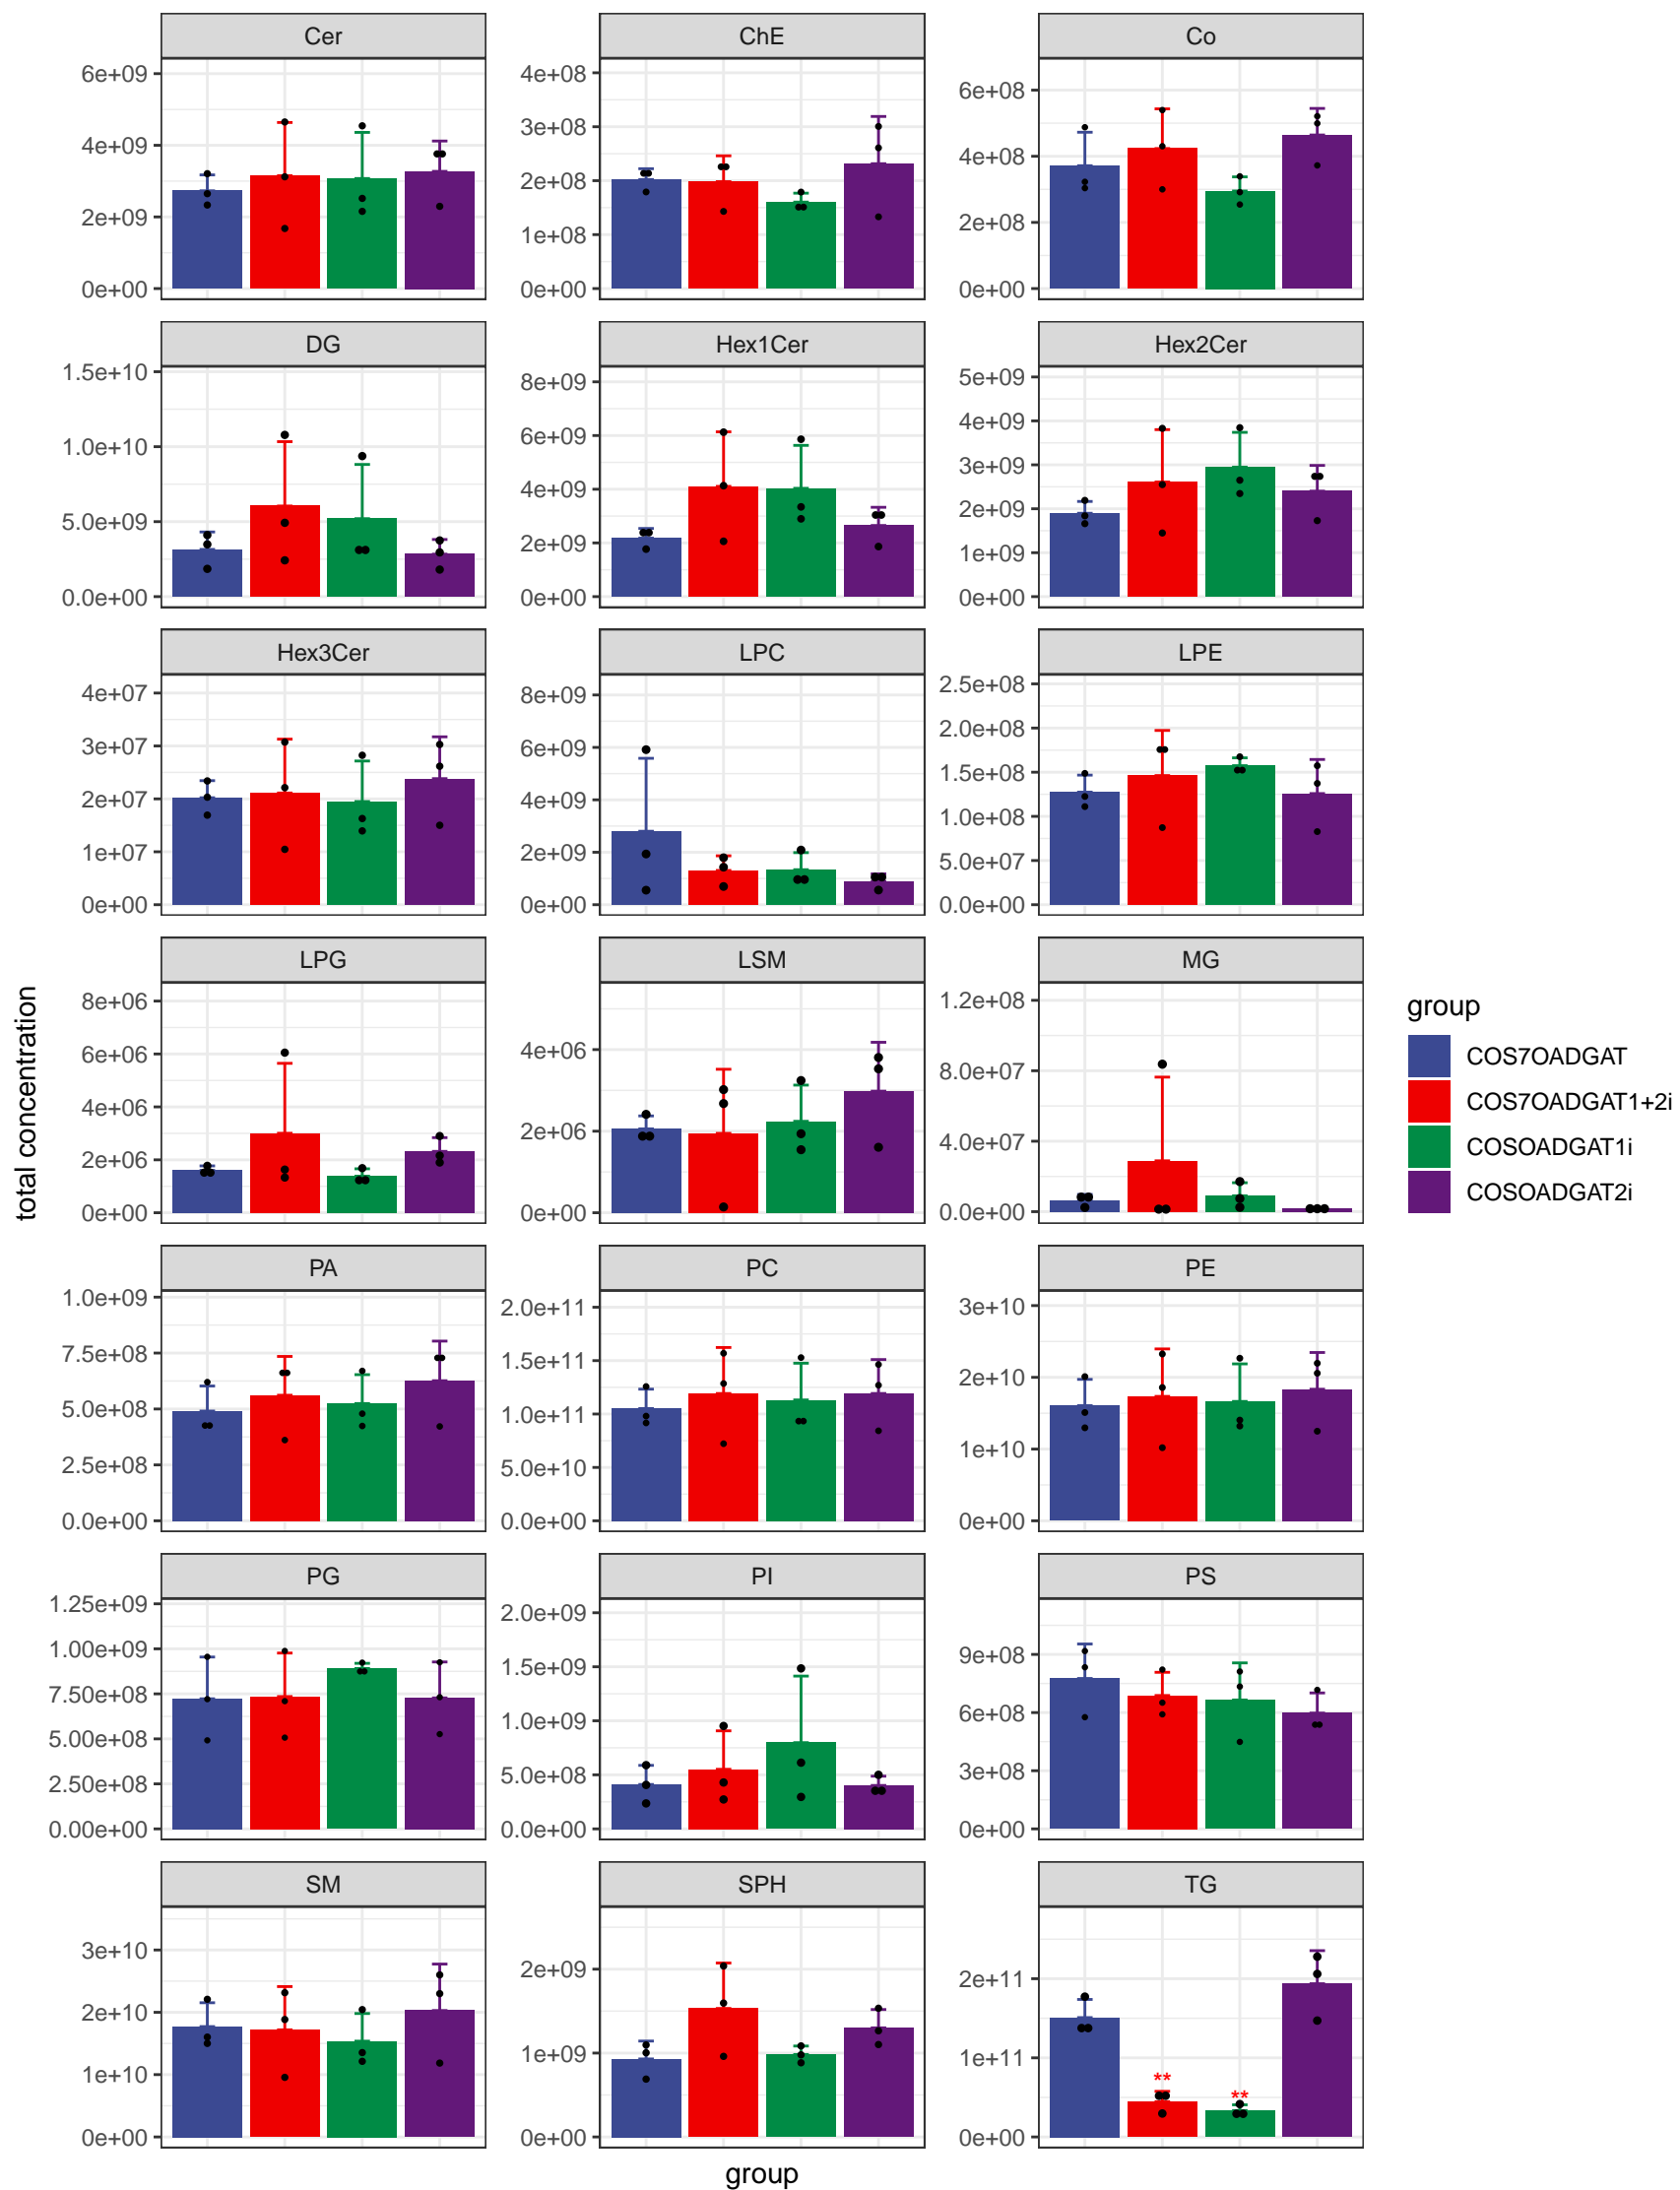 Cer
ChE
Co
6e+09
4e+09
2e+09
0e+00
4e+08
3e+08
2e+08
1e+08
0e+00
6e+08
4e+08
2e+08
0e+00
DG
Hex1Cer
Hex2Cer
1.5e+10
1.0e+10
5.0e+09
0.0e+00
8e+09
6e+09
4e+09
2e+09
0e+00
5e+09
4e+09
3e+09
2e+09
1e+09
0e+00
Hex3Cer
LPC
LPE
4e+07
3e+07
2e+07
1e+07
0e+00
8e+09
6e+09
4e+09
2e+09
0e+00
2.5e+08
2.0e+08
1.5e+08
1.0e+08
5.0e+07
0.0e+00
LPG
LSM
MG
8e+06
6e+06
4e+06
2e+06
0e+00
4e+06
2e+06
0e+00
1.2e+08
8.0e+07
4.0e+07
0.0e+00
PA
PC
PE
1.0e+09
7.5e+08
5.0e+08
2.5e+08
0.0e+00
2.0e+11
1.5e+11
1.0e+11
5.0e+10
0.0e+00
3e+10
2e+10
1e+10
0e+00
PG
PI
PS
1.25e+09
1.00e+09
7.50e+08
5.00e+08
2.50e+08
0.00e+00
2.0e+09
1.5e+09
1.0e+09
5.0e+08
0.0e+00
9e+08
6e+08
3e+08
0e+00
SM
SPH
TG
3e+10
2e+10
1e+10
0e+00
2e+09
1e+09
0e+00
2e+11
1e+11
0e+00
**
**
total concentration
group
group
COS7OADGAT
COS7OADGAT1+2i
COSOADGAT1i
COSOADGAT2i